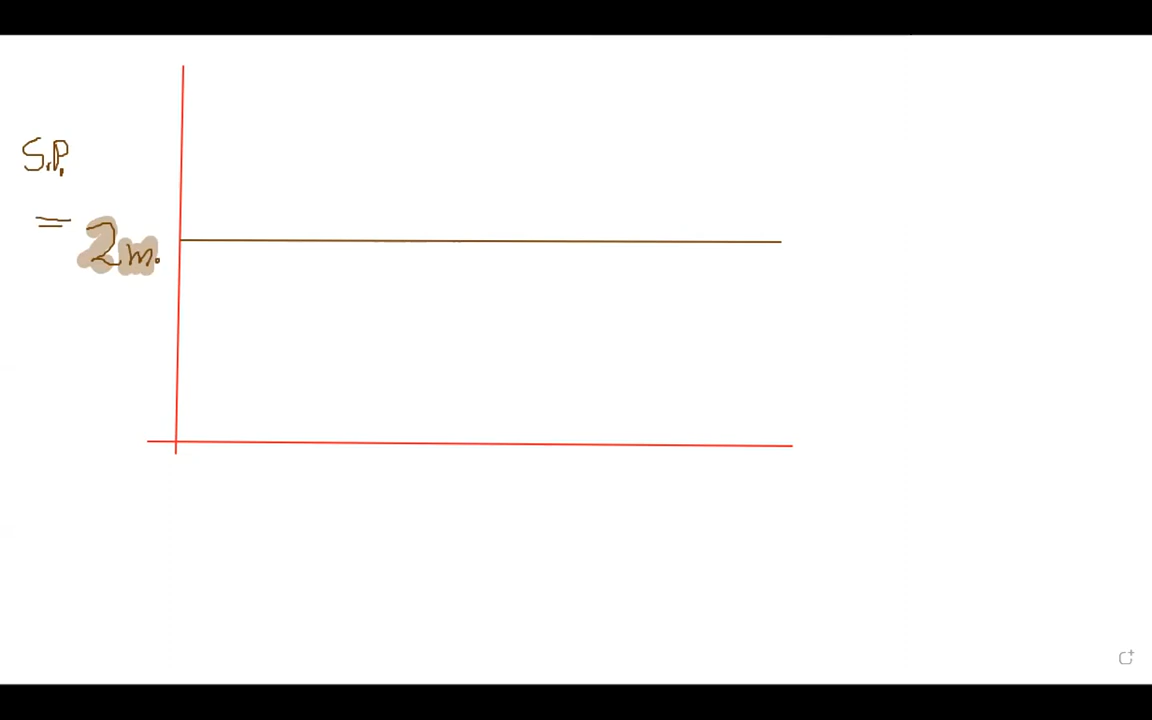 S.P.
= 2m.